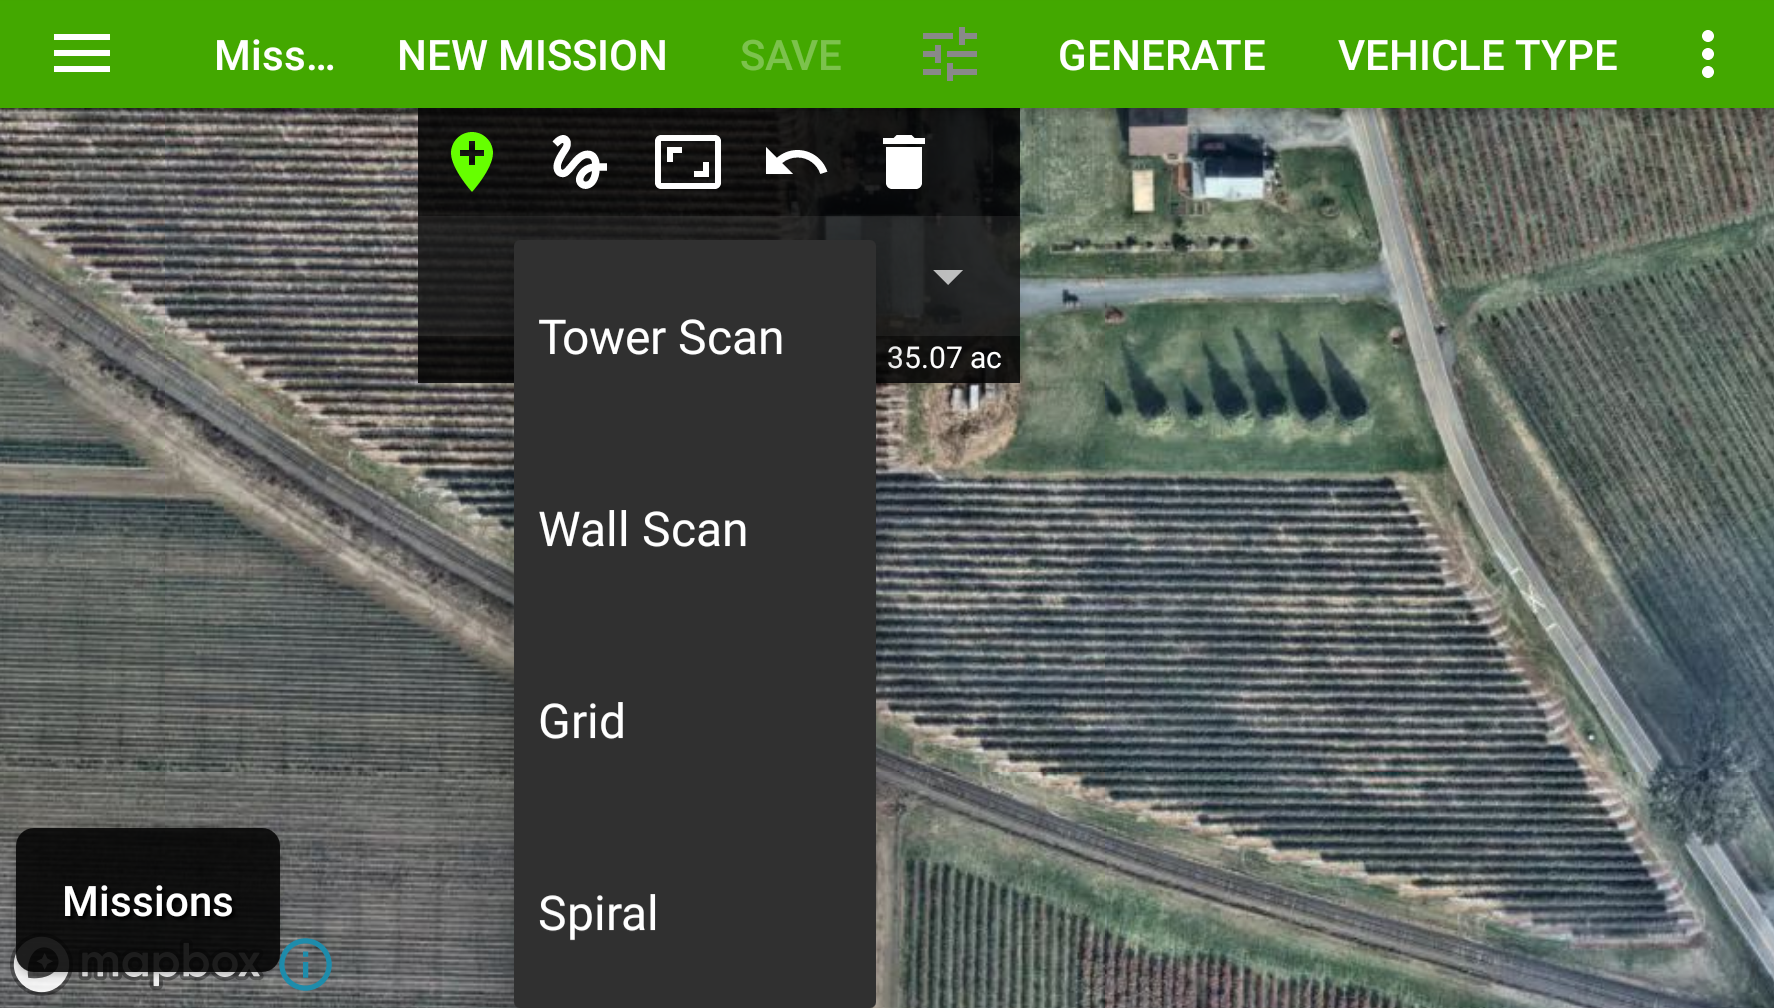 Miss... NEW MISSION SAVE GENERATE VEHICLE TYPE
Tower Scan
35.07 ac
Wall Scan
Grid
Spiral
Missions
mapbox